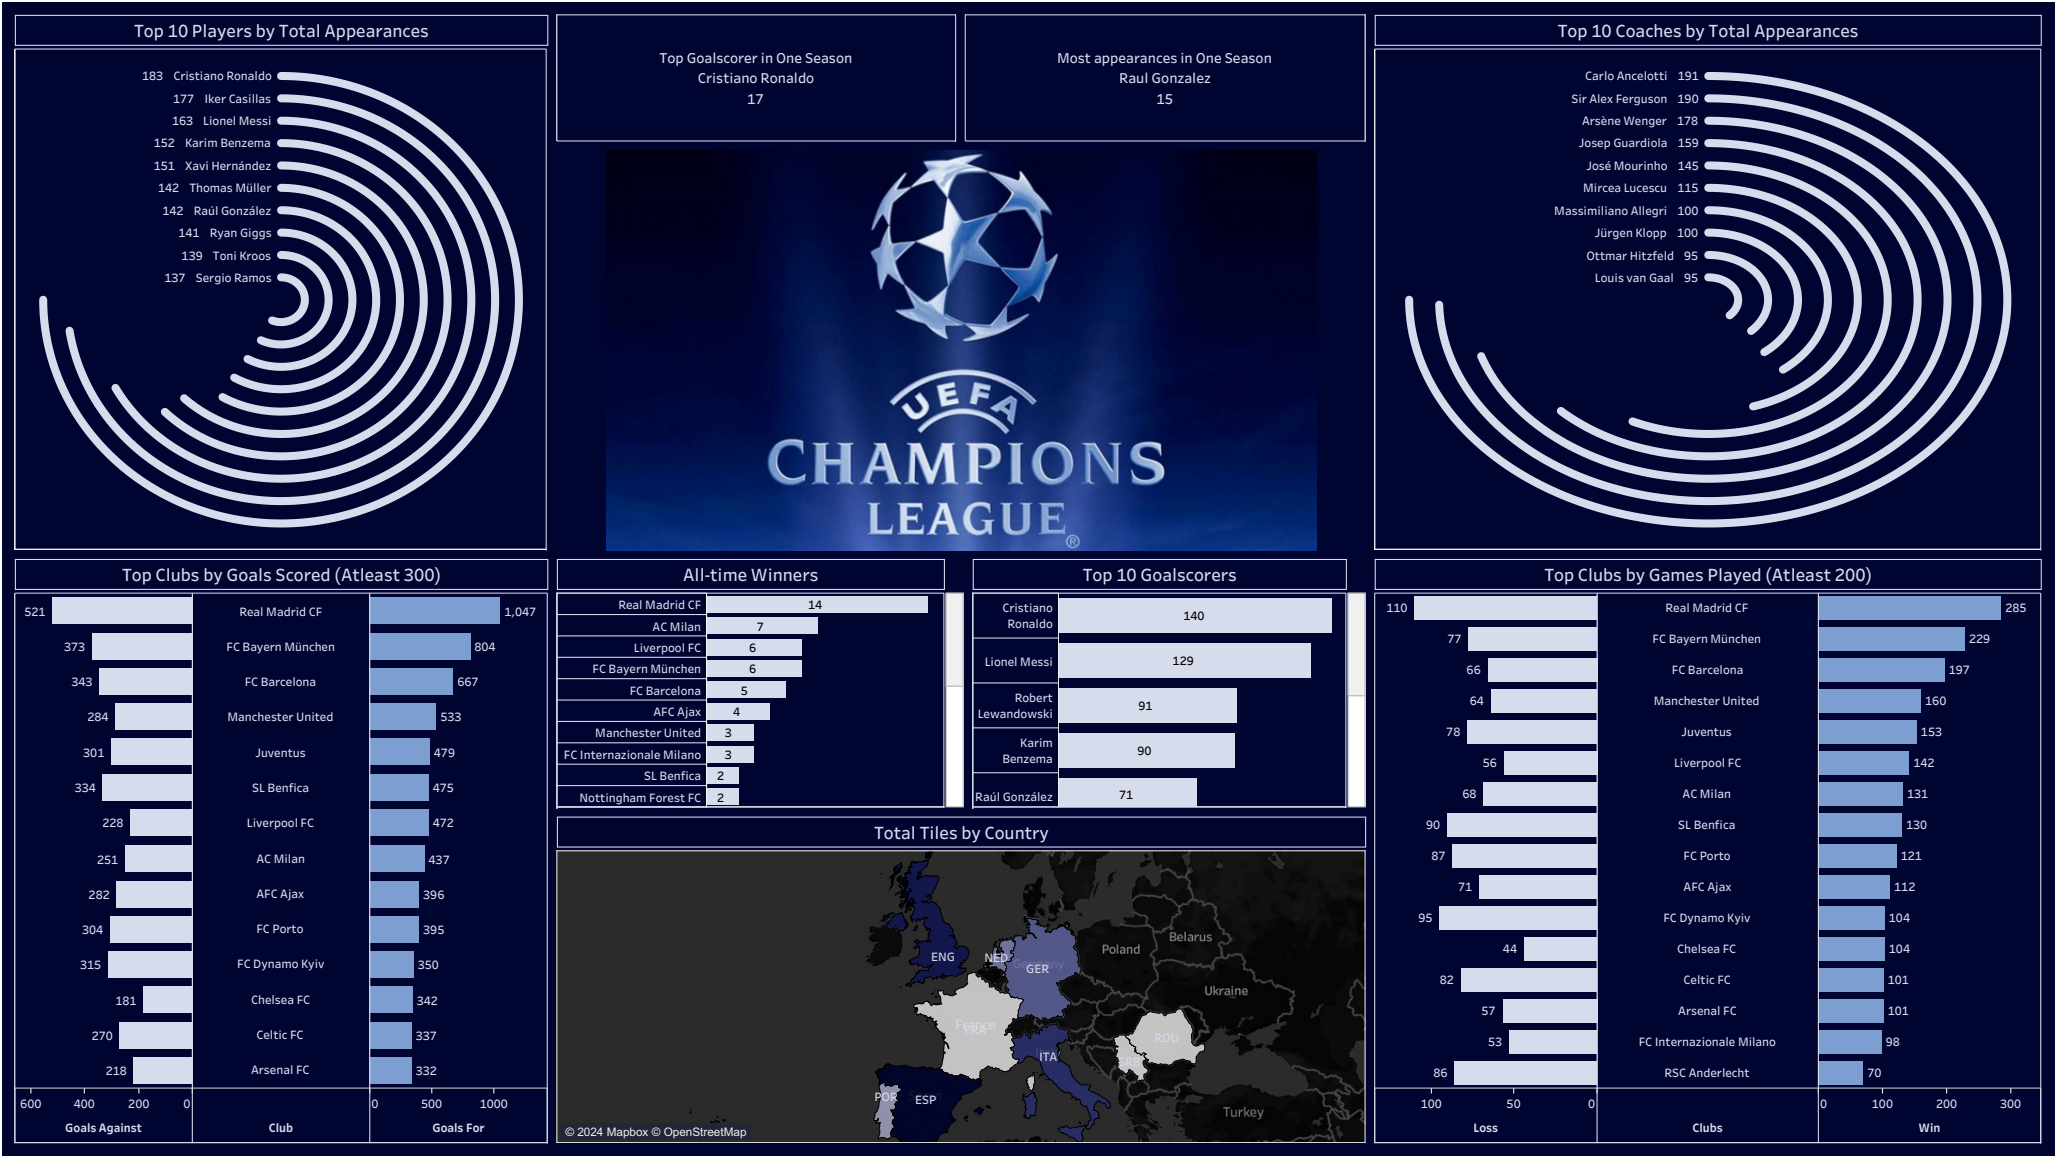 Top 10 Players by Total Appearances
183 Cristiano Ronaldo
177 Iker Casillas
163 Lionel Messi
152 Karim Benzema
151 Xavi Hernández
142 Thomas Müller
142 Raúl González
141 Ryan Giggs
139 Toni Kroos
137 Sergio Ramos
Top Goalscorer in One Season
Cristiano Ronaldo
17
Most appearances in One Season
Raul Gonzalez
15
UEFA
CHAMPIONS
LEAGUE
®
Top 10 Coaches by Total Appearances
Carlo Ancelotti 191
Sir Alex Ferguson 190
Arsène Wenger 178
Josep Guardiola 159
José Mourinho 145
Mircea Lucescu 115
Massimiliano Allegri 100
Jürgen Klopp 100
Ottmar Hitzfeld 95
Louis van Gaal 95
Top Clubs by Goals Scored (Atleast 300)
521 Real Madrid CF 1,047
373 FC Bayern München 804
343 FC Barcelona 667
284 Manchester United 533
301 Juventus 479
334 SL Benfica 475
228 Liverpool FC 472
251 AC Milan 437
282 AFC Ajax 396
304 FC Porto 395
315 FC Dynamo Kyiv 350
181 Chelsea FC 342
270 Celtic FC 337
218 Arsenal FC 332
600 400 200 0 0 500 1000
Goals Against Club Goals For
All-time Winners
Real Madrid CF 14
AC Milan 7
Liverpool FC 6
FC Bayern München 6
FC Barcelona 5
AFC Ajax 4
Manchester United 3
FC Internazionale Milano 3
SL Benfica 2
Nottingham Forest FC 2
Top 10 Goalscorers
Cristiano
Ronaldo 140
Lionel Messi 129
Robert
Lewandowski 91
Karim
Benzema 90
Raúl González 71
Total Tiles by Country
Belarus
Poland
ENG
NED
Germany
GER
Ukraine
France
FRA
ROU
ITA
SRB
POR
ESP
Turkey
© 2024 Mapbox © OpenStreetMap
Top Clubs by Games Played (Atleast 200)
110 Real Madrid CF 285
77 FC Bayern München 229
66 FC Barcelona 197
64 Manchester United 160
78 Juventus 153
56 Liverpool FC 142
68 AC Milan 131
90 SL Benfica 130
87 FC Porto 121
71 AFC Ajax 112
95 FC Dynamo Kyiv 104
44 Chelsea FC 104
82 Celtic FC 101
57 Arsenal FC 101
53 FC Internazionale Milano 98
86 RSC Anderlecht 70
100 50 0 0 100 200 300
Loss Clubs Win